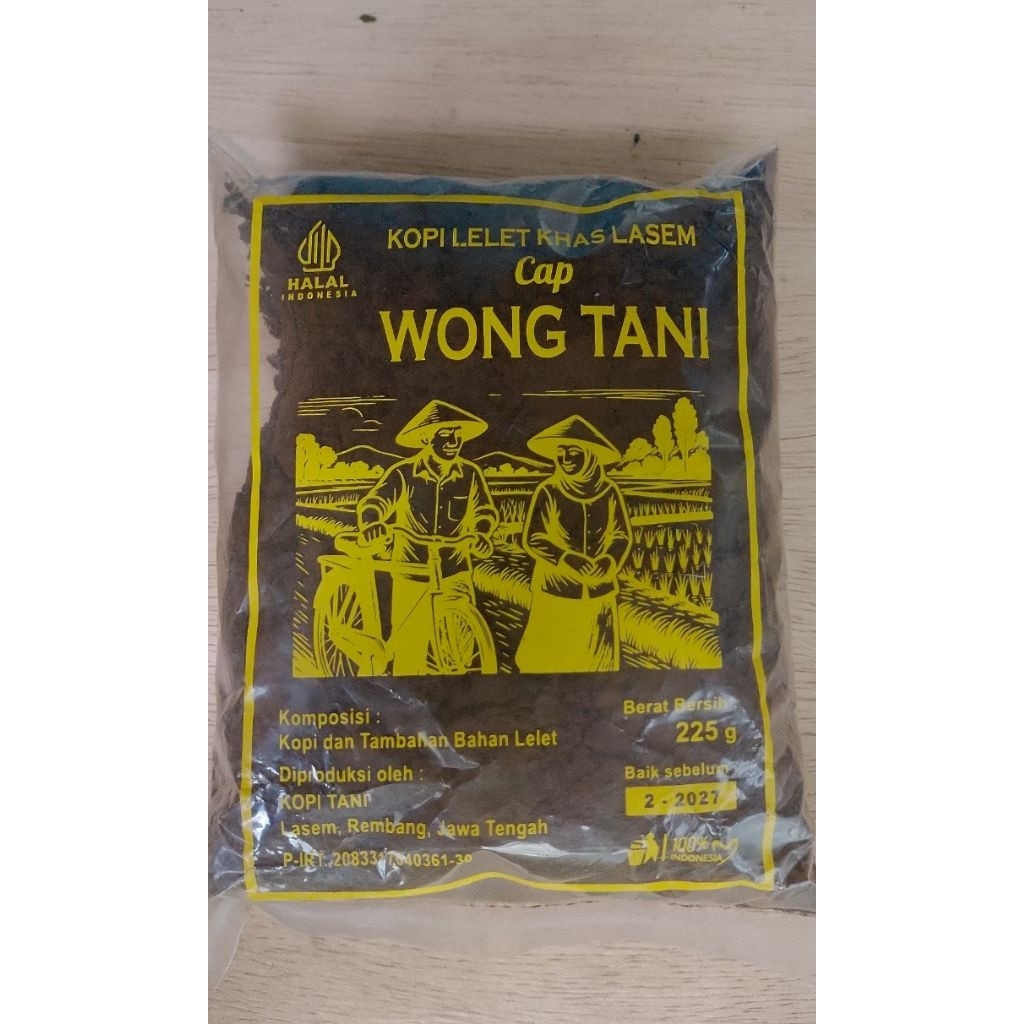 HALAL
INDONESIA
KOPI LELET KHAS LASEM
Cap
WONG TANI
Komposisi :
Kopi dan Tambahan Bahan Lelet
Diproduksi oleh :
KOPI TANI
Lasem, Rembang, Jawa Tengah
P-IRT.
Berat Bersih
225 g
Baik sebelum
2 - 2027
100%
INDONESIA